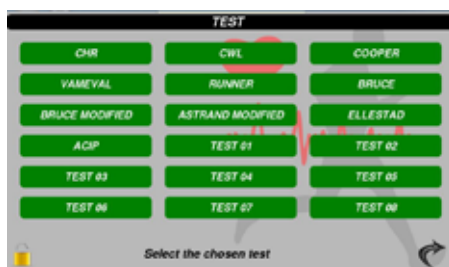 TEST
CHR CWL COOPER
VAMEVAL RUNNER BRUCE
BRUCE MODIFIED ASTRAND MODIFIED ELLESTAD
ACIP TEST 01 TEST 02
TEST 03 TEST 04 TEST 05
TEST 06 TEST 07 TEST 08
Select the chosen test